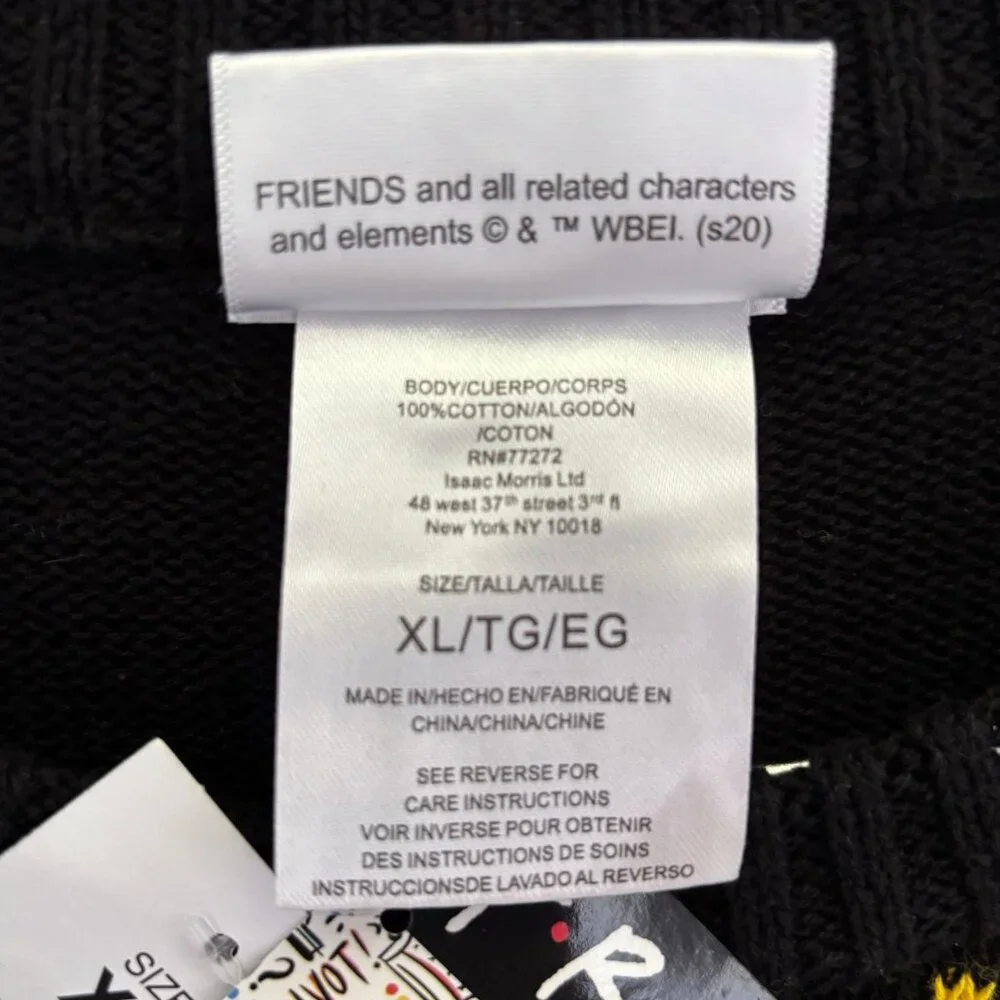 FRIENDS and all related characters
and elements © & ™ WBEI. (s20)
BODY/CUERPO/CORPS
100%COTTON/ALGODÓN
/COTON
RN#77272
Isaac Morris Ltd
48 west 37th street 3rd fl
New York NY 10018
SIZE/TALLA/TAILLE
XL/TG/EG
MADE IN/HECHO EN/FABRIQUÉ EN
CHINA/CHINA/CHINE
SEE REVERSE FOR
CARE INSTRUCTIONS
VOIR INVERSE POUR OBTENIR
DES INSTRUCTIONS DE SOINS
INSTRUCCIONSDE LAVADO AL REVERSO
SIZE
X
VOT!
R